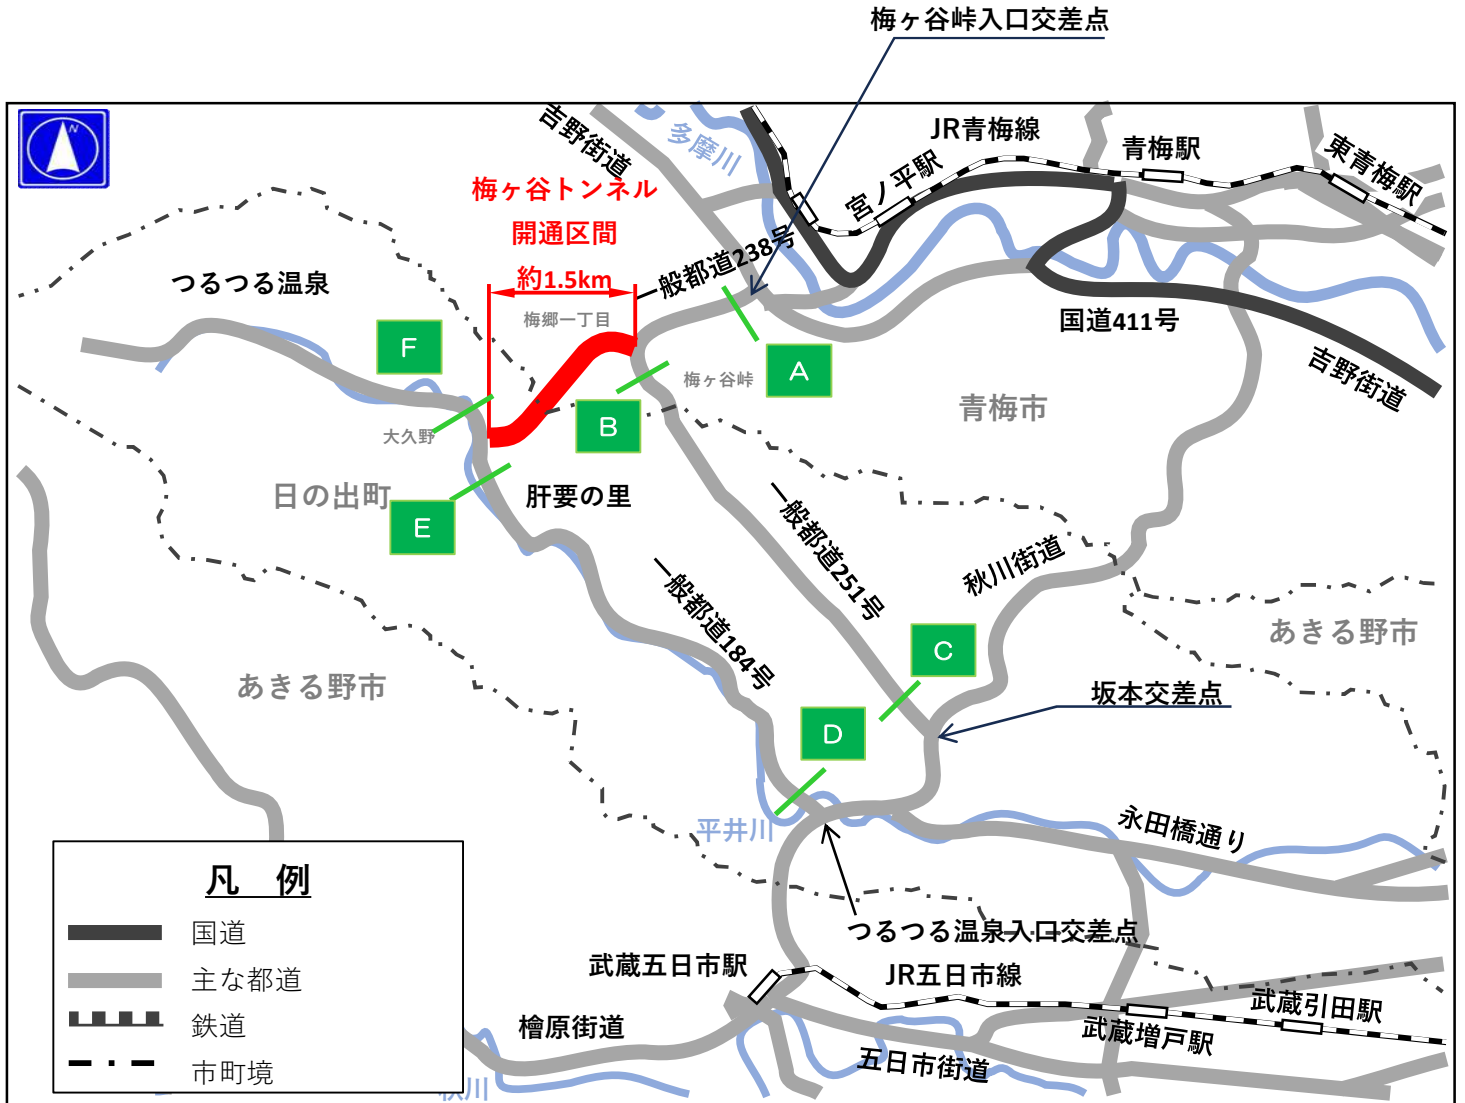 梅ヶ谷峠入口交差点
N
吉野街道
多摩川
JR青梅線
青梅駅
東青梅駅
宮ノ平駅
梅ヶ谷トンネル
開通区間
約1.5km
一般都道238号
つるつる温泉
梅郷一丁目
国道411号
吉野街道
F
A
梅ヶ谷峠
青梅市
B
大久野
日の出町
肝要の里
E
一般都道251号
秋川街道
一般都道184号
あきる野市
C
あきる野市
坂本交差点
D
平井川
永田橋通り
つるつる温泉入口交差点
武蔵五日市駅
JR五日市線
武蔵引田駅
武蔵増戸駅
檜原街道
五日市街道
秋川
凡 例
国道
主な都道
鉄道
市町境